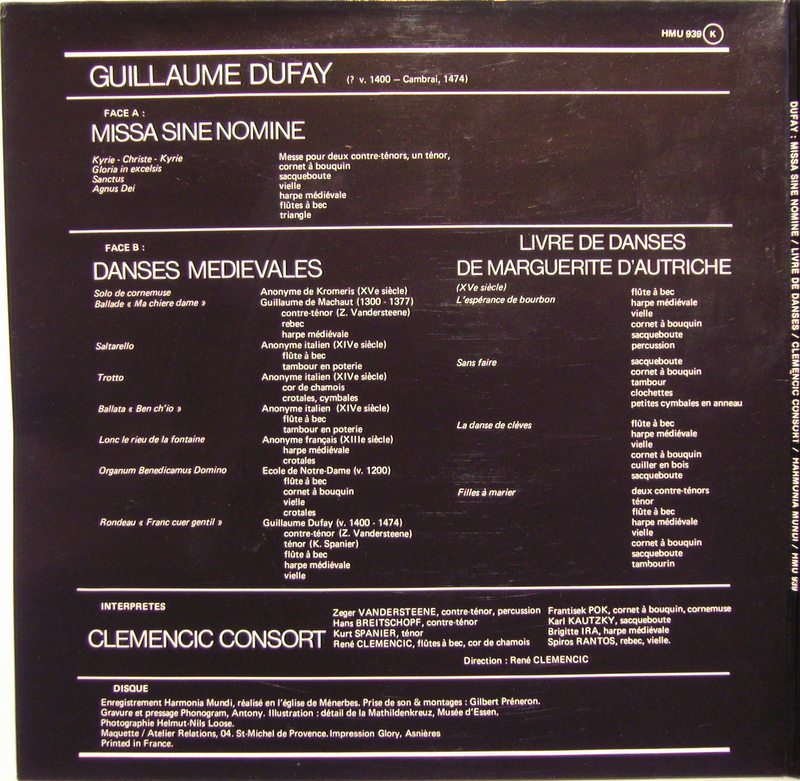 HMU 939 K
GUILLAUME DUFAY (? v. 1400 – Cambrai, 1474)
FACE A :
MISSA SINE NOMINE
Kyrie - Christe - Kyrie
Gloria in excelsis
Sanctus
Agnus Dei
Messe pour deux contre-ténors, un ténor,
cornet à bouquin
sacqueboute
vielle
harpe médiévale
flûtes à bec
triangle
FACE B :
DANSES MEDIEVALES
Solo de cornemuse Anonyme de Kromeris (XVe siècle)
Ballade « Ma chiere dame » Guillaume de Machaut (1300 - 1377)
contre-ténor (Z. Vandersteene)
rebec
harpe médiévale
Saltarello Anonyme italien (XIVe siècle)
flûte à bec
tambour en poterie
Trotto Anonyme italien (XIVe siècle)
cor de chamois
crotales, cymbales
Ballata « Ben ch'io » Anonyme italien (XIVe siècle)
flûte à bec
tambour en poterie
Lonc le rieu de la fontaine Anonyme français (XIIIe siècle)
harpe médiévale
crotales
Organum Benedicamus Domino Ecole de Notre-Dame (v. 1200)
flûte à bec
cornet à bouquin
vielle
crotales
Rondeau « Franc cuer gentil » Guillaume Dufay (v. 1400 - 1474)
contre-ténor (Z. Vandersteene)
ténor (K. Spanier)
flûte à bec
harpe médiévale
vielle
LIVRE DE DANSES
DE MARGUERITE D'AUTRICHE
(XVe siècle)
L'espérance de bourbon flûte à bec
harpe médiévale
vielle
cornet à bouquin
sacqueboute
percussion
Sans faire sacqueboute
cornet à bouquin
tambour
clochettes
petites cymbales en anneau
La danse de clèves flûte à bec
harpe médiévale
vielle
cornet à bouquin
cuiller en bois
sacqueboute
Filles à marier deux contre-ténors
ténor
flûte à bec
harpe médiévale
vielle
cornet à bouquin
sacqueboute
tambourin
INTERPRETES
CLEMENCIC CONSORT
Zeger VANDERSTEENE, contre-ténor, percussion
Hans BREITSCHOPF, contre-ténor
Kurt SPANIER, ténor
René CLEMENCIC, flûtes à bec, cor de chamois
Frantisek POK, cornet à bouquin, cornemuse
Karl KAUTZKY, sacqueboute
Brigitte IRA, harpe médiévale
Spiros RANTOS, rebec, vielle.
Direction : René CLEMENCIC
DISQUE
Enregistrement Harmonia Mundi, réalisé en l'église de Ménerbes. Prise de son & montages : Gilbert Préneron.
Gravure et pressage Phonogram, Antony. Illustration : détail de la Mathildenkreuz, Musée d'Essen,
Photographie Helmut-Nils Loose.
Maquette / Atelier Relations, 04. St-Michel de Provence. Impression Glory, Asnières
Printed in France.
DUFAY : MISSA SINE NOMINE / LIVRE DE DANSES / CLEMENCIC CONSORT / HARMONIA MUNDI / HMU 939